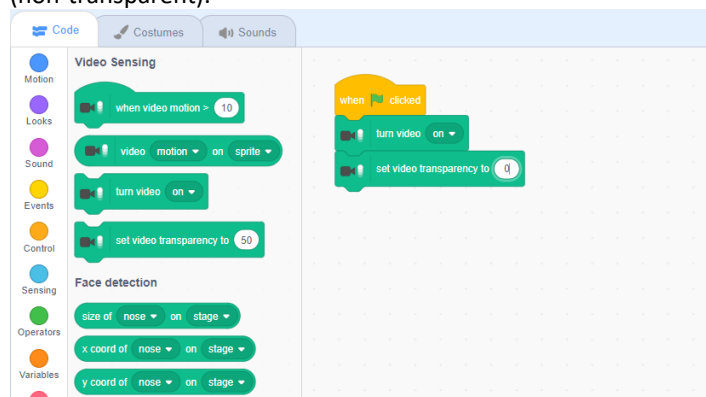 (non-transparent).
Code Costumes Sounds
Motion
Looks
Sound
Events
Control
Sensing
Operators
Variables
Video Sensing
when video motion > 10
video motion on sprite
turn video on
set video transparency to 50
Face detection
size of nose on stage
x coord of nose on stage
y coord of nose on stage
when clicked
turn video on
set video transparency to 0